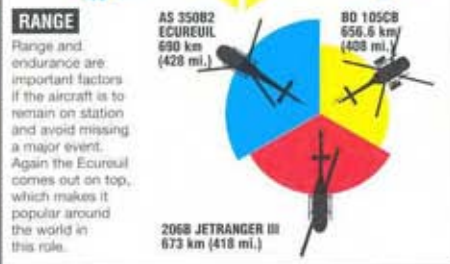 RANGE
Range and
endurance are
important factors
if the aircraft is to
remain on station
and avoid missing
a major event.
Again the Ecureuil
comes out on top,
which makes it
popular around
the world in
this role.
AS 350B2
ECUREUIL
690 km
(428 mi.)
BO 105CB
656.6 km
(408 mi.)
206B JETRANGER III
673 km (418 mi.)